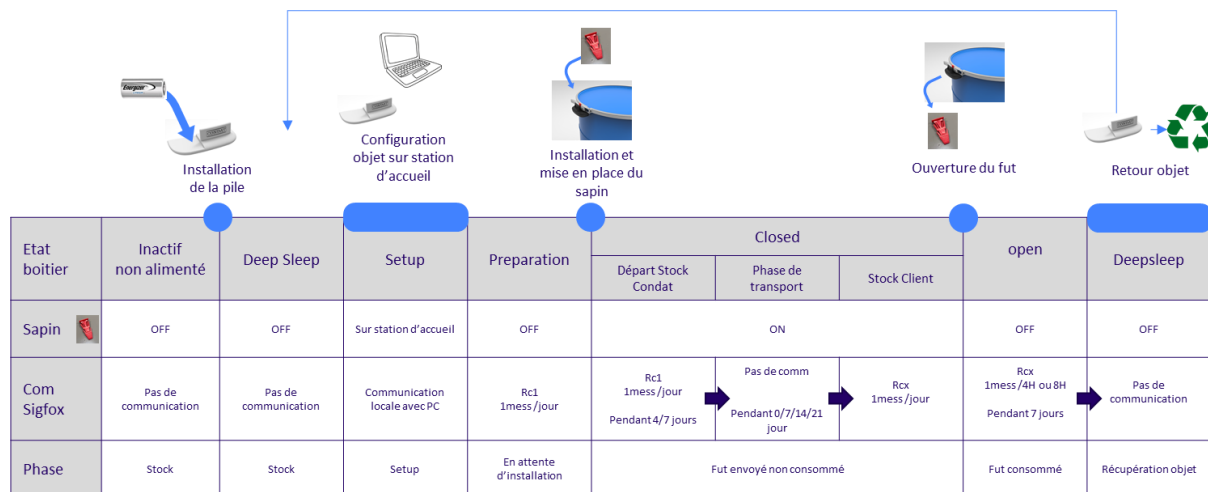 Energizer
Installation
de la pile
Configuration
objet sur station
d'accueil
Installation et
mise en place du
sapin
Ouverture du fut
Retour objet
Etat
boitier
Inactif
non alimenté
Deep Sleep
Setup
Preparation
Closed
Départ Stock
Condat
Phase de
transport
Stock Client
open
Deepsleep
Sapin
OFF
OFF
Sur station d'accueil
OFF
ON
OFF
OFF
Com
Sigfox
Pas de
communication
Pas de
communication
Communication
locale avec PC
Rc1
1mess/jour
Rc1
1mess/jour
Pendant 4/7 jours
Pas de comm
Pendant 0/7/14/21
jour
Rcx
1mess/jour
Rcx
1mess/4H ou 8H
Pendant 7 jours
Pas de
communication
Phase
Stock
Stock
Setup
En attente
d'installation
Fut envoyé non consommé
Fut consommé
Récupération objet